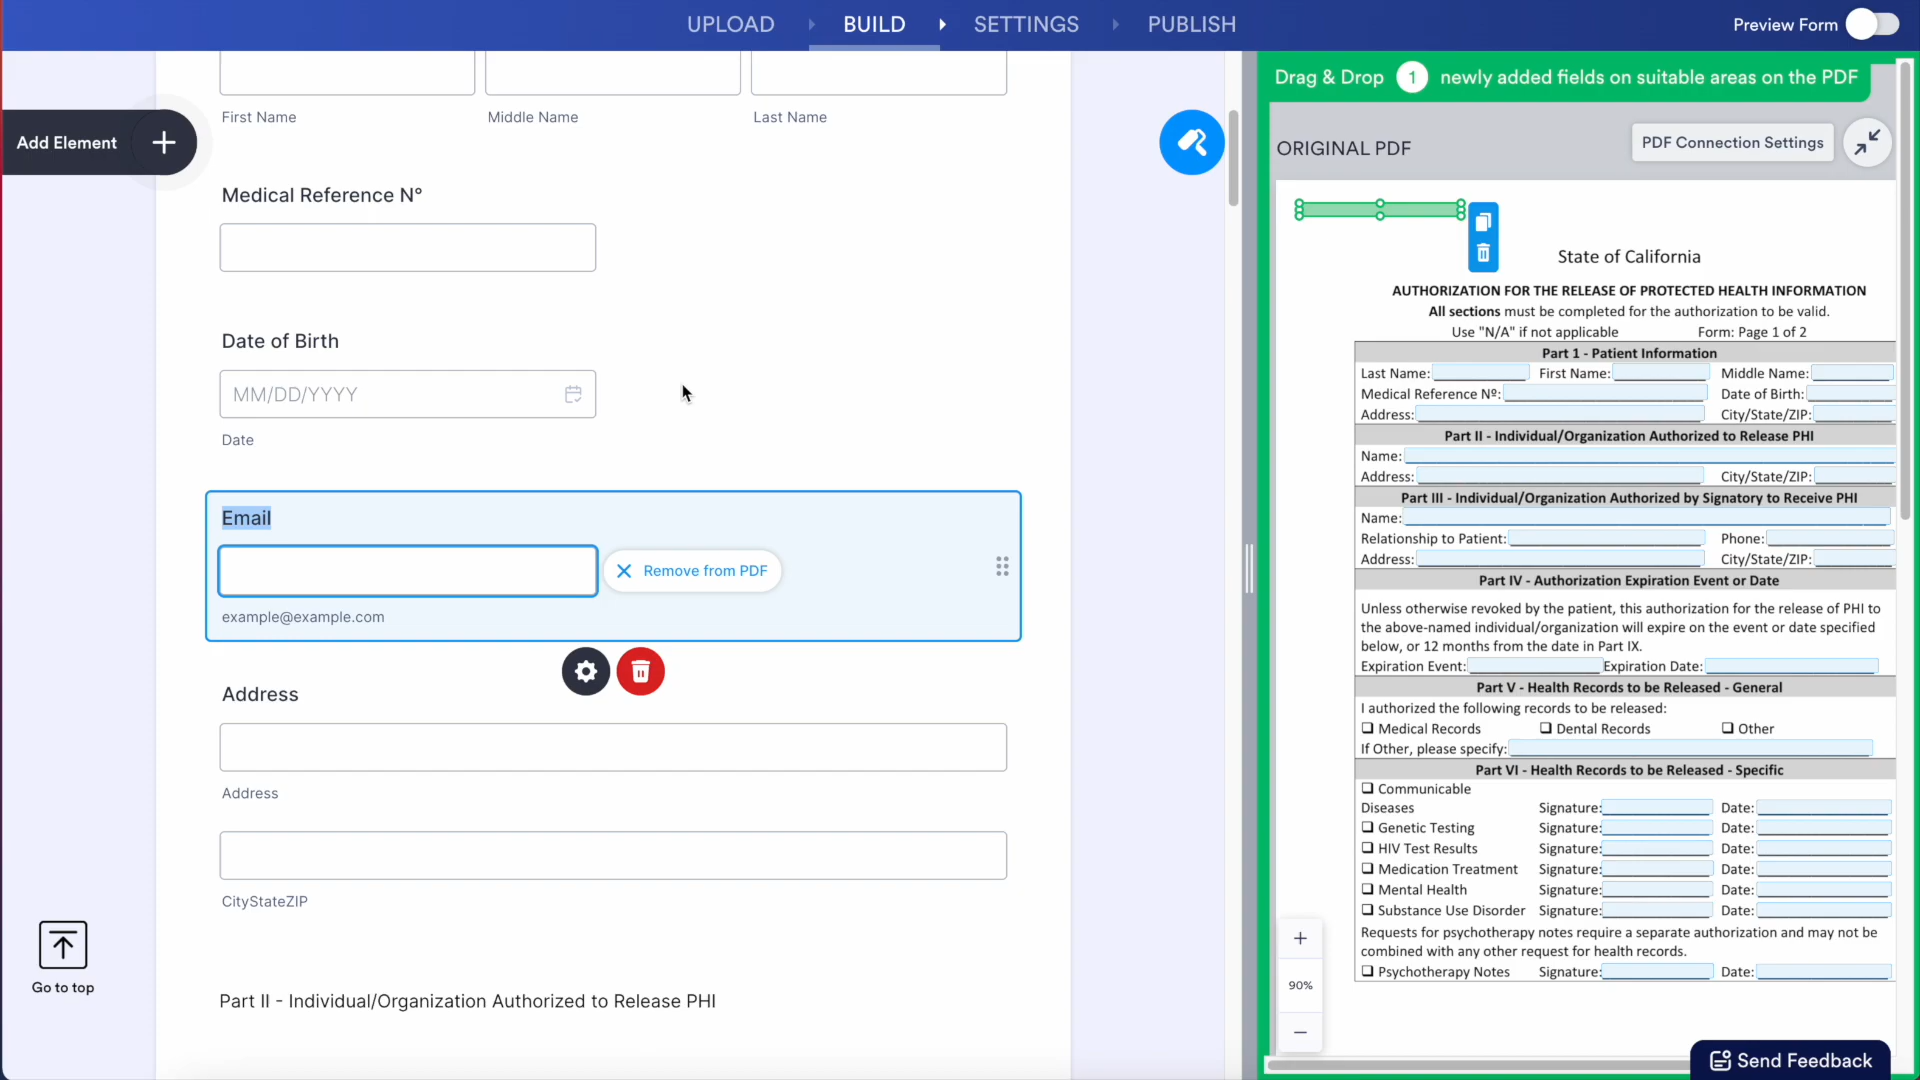 UPLOAD BUILD SETTINGS PUBLISH Preview Form
Add Element
First Name Middle Name Last Name
Medical Reference N°
Date of Birth
MM/DD/YYYY
Date
Email
Remove from PDF
example@example.com
Address
Address
CityStateZIP
Part II - Individual/Organization Authorized to Release PHI
Go to top
Drag & Drop 1 newly added fields on suitable areas on the PDF
ORIGINAL PDF PDF Connection Settings
State of California
AUTHORIZATION FOR THE RELEASE OF PROTECTED HEALTH INFORMATION
All sections must be completed for the authorization to be valid.
Use "N/A" if not applicable Form: Page 1 of 2
Part 1 - Patient Information
Last Name: First Name: Middle Name:
Medical Reference Nº: Date of Birth:
Address: City/State/ZIP:
Part II - Individual/Organization Authorized to Release PHI
Name:
Address: City/State/ZIP:
Part III - Individual/Organization Authorized by Signatory to Receive PHI
Name:
Relationship to Patient: Phone:
Address: City/State/ZIP:
Part IV - Authorization Expiration Event or Date
Unless otherwise revoked by the patient, this authorization for the release of PHI to
the above-named individual/organization will expire on the event or date specified
below, or 12 months from the date in Part IX.
Expiration Event: Expiration Date:
Part V - Health Records to be Released - General
I authorized the following records to be released:
Medical Records Dental Records Other
If Other, please specify:
Part VI - Health Records to be Released - Specific
Communicable
Diseases Signature: Date:
Genetic Testing Signature: Date:
HIV Test Results Signature: Date:
Medication Treatment Signature: Date:
Mental Health Signature: Date:
Substance Use Disorder Signature: Date:
Requests for psychotherapy notes require a separate authorization and may not be
combined with any other request for health records.
Psychotherapy Notes Signature: Date:
90%
Send Feedback